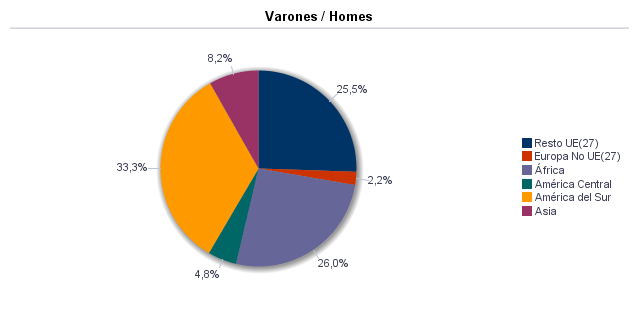 Varones / Homes
8,2%
25,5%
33,3%
2,2%
4,8%
26,0%
Resto UE(27)
Europa No UE(27)
África
América Central
América del Sur
Asia